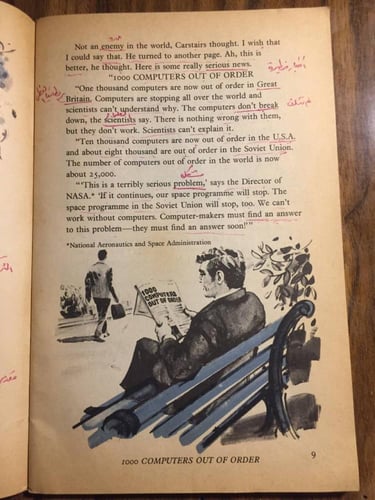 Not an enemy in the world, Carstairs thought. I wish that
I could say that. He turned to another page. Ah, this is
better, he thought. Here is some really serious news.
"1000 COMPUTERS OUT OF ORDER
"One thousand computers are now out of order in Great
Britain. Computers are stopping all over the world and
scientists can't understand why. The computers don't break
down, the scientists say. There is nothing wrong with them,
but they don't work. Scientists can't explain it.
"Ten thousand computers are now out of order in the U.S.A.
and about eight thousand are out of order in the Soviet Union.
The number of computers out of order in the world is now
about 25,000.
"'This is a terribly serious problem,' says the Director of
NASA.* 'If it continues, our space programme will stop. The
space programme in the Soviet Union will stop, too. We can't
work without computers. Computer-makers must find an answer
to this problem—they must find an answer soon!'"
*National Aeronautics and Space Administration
1000
COMPUTERS
OUT OF ORDER
9
1000 COMPUTERS OUT OF ORDER